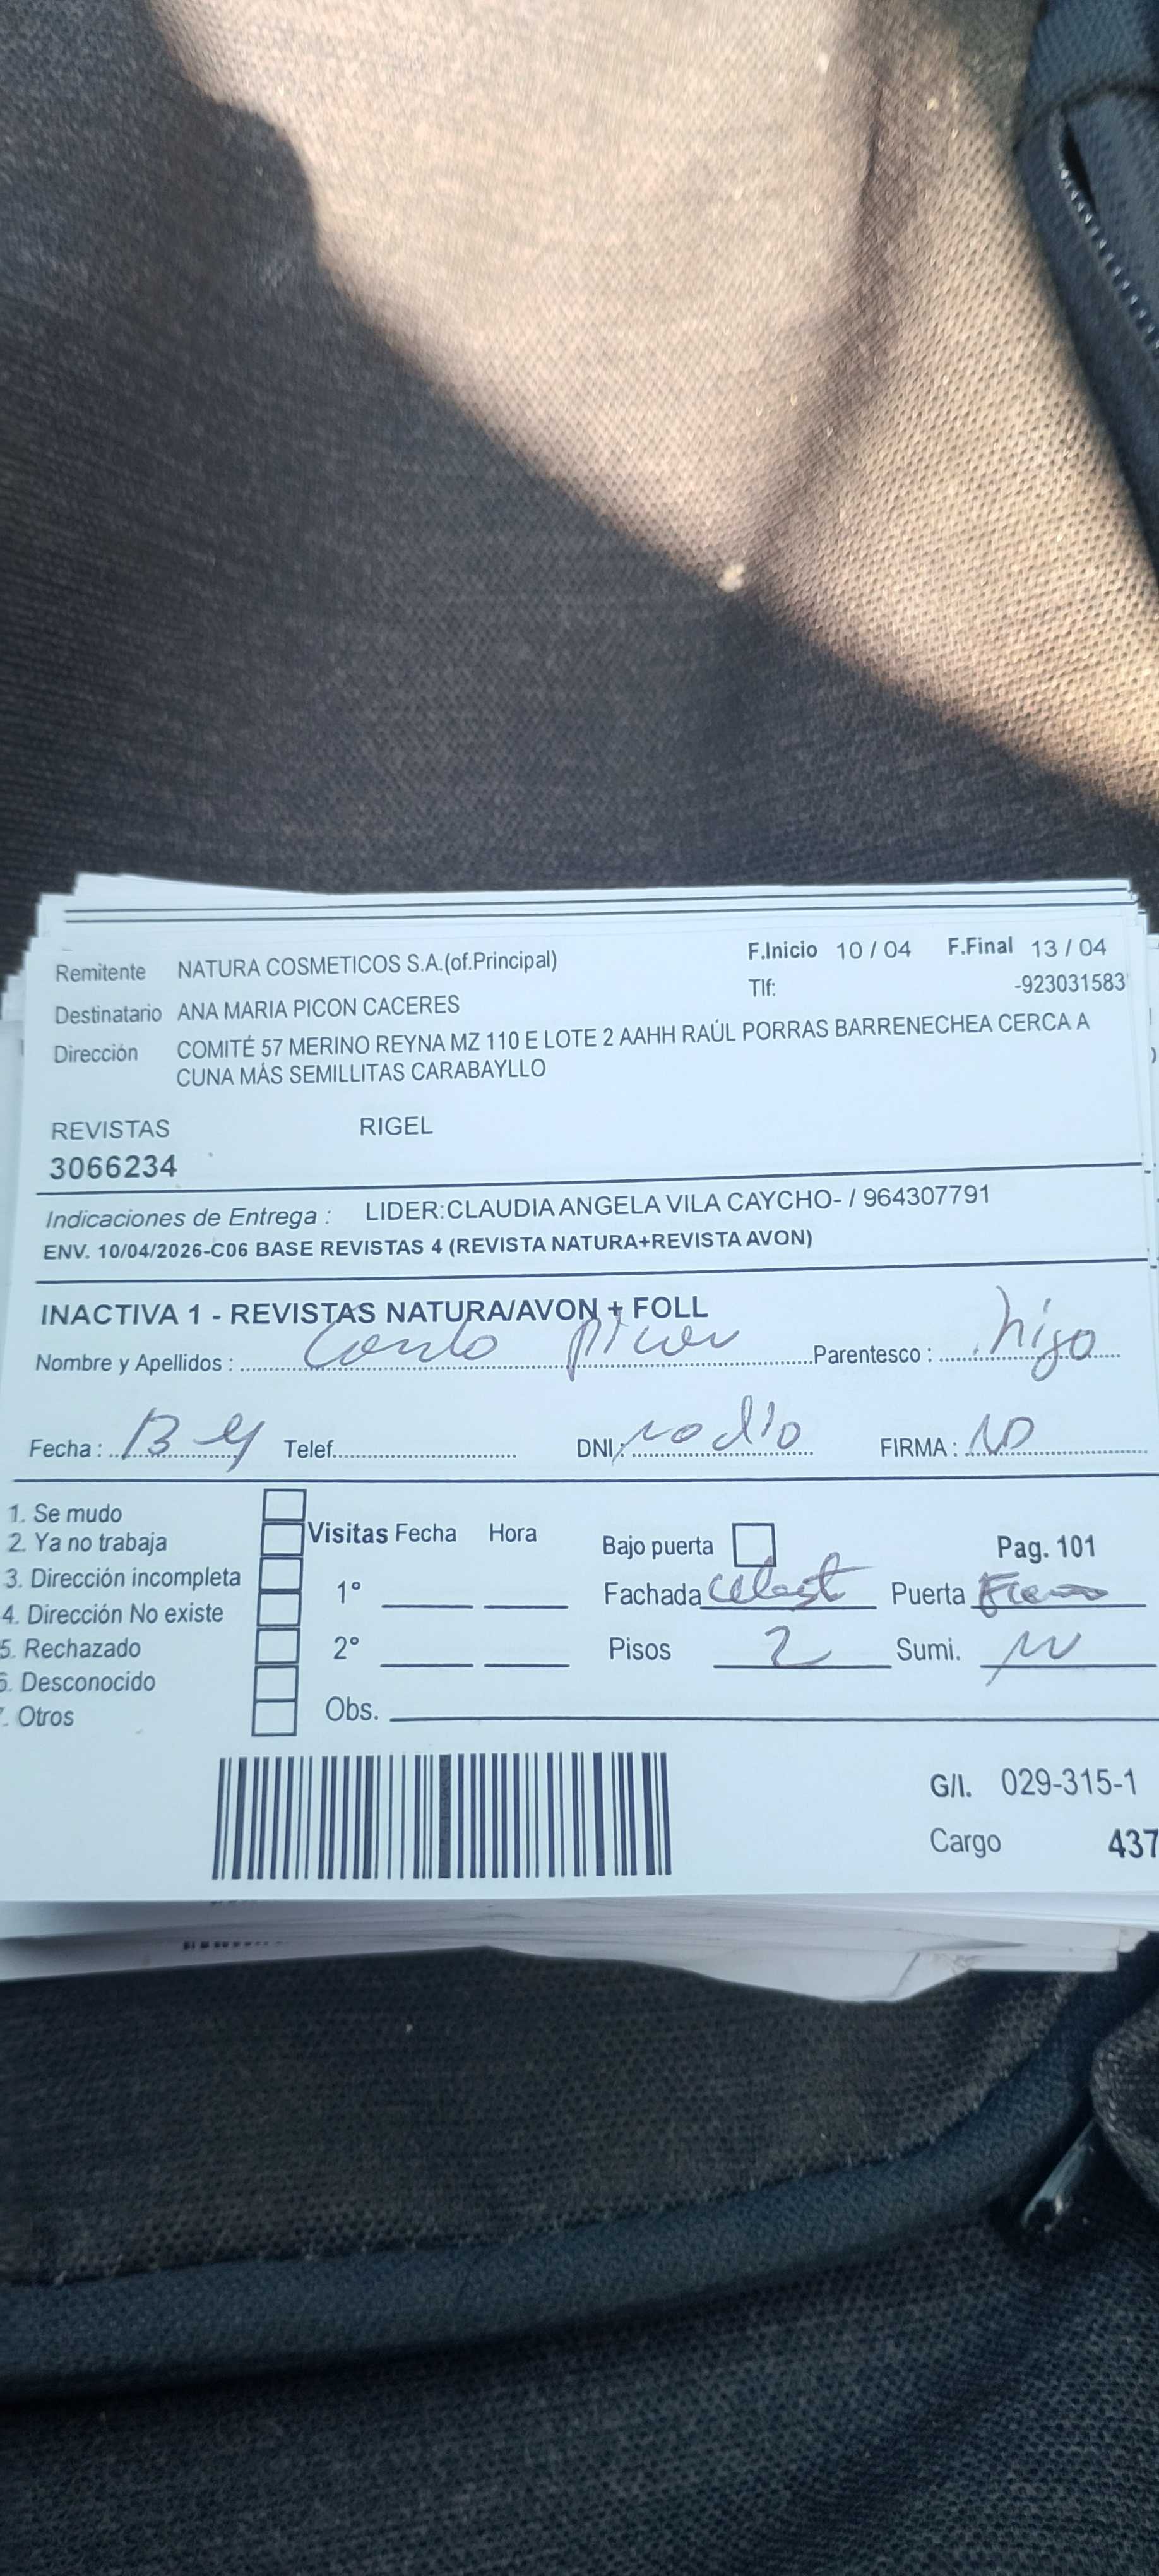 Remitente NATURA COSMETICOS S.A.(of.Principal) F.Inicio 10 / 04 F.Final 13 / 04
Tlf: -923031583
Destinatario ANA MARIA PICON CACERES
Dirección COMITÉ 57 MERINO REYNA MZ 110 E LOTE 2 AAHH RAÚL PORRAS BARRENECHEA CERCA A
CUNA MÁS SEMILLITAS CARABAYLLO
REVISTAS RIGEL
3066234
Indicaciones de Entrega : LIDER:CLAUDIA ANGELA VILA CAYCHO- / 964307791
ENV. 10/04/2026-C06 BASE REVISTAS 4 (REVISTA NATURA+REVISTA AVON)
INACTIVA 1 - REVISTAS NATURA/AVON + FOLL
Nombre y Apellidos : picon Parentesco : hijo
Fecha : 13 Telef. DNI: no dio FIRMA : NO
1. Se mudo
2. Ya no trabaja
3. Dirección incompleta
4. Dirección No existe
5. Rechazado
6. Desconocido
7. Otros
Visitas Fecha Hora
1°
2°
Obs.
Bajo puerta Pag. 101
Fachada celest Puerta
Pisos 2 Sumi.
G/I. 029-315-1
Cargo 437